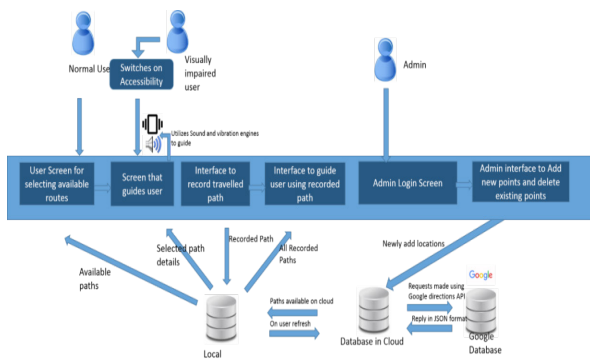 Normal Use
Switches on
Accessibility
Visually
impaired
user
Admin
Utilizes Sound and vibration engines
to guide
User Screen for
selecting available
routes
Screen that
guides user
Interface to
record travelled
path
Interface to guide
user using recorded
path
Admin Login Screen
Admin interface to Add
new points and delete
existing points
Available
paths
Selected path
details
Recorded Path
All Recorded
Paths
Newly add locations
Google
Paths available on cloud
On user refresh
Requests made using
Google directions API
Reply in JSON format
Local
Database in Cloud
Google
Database